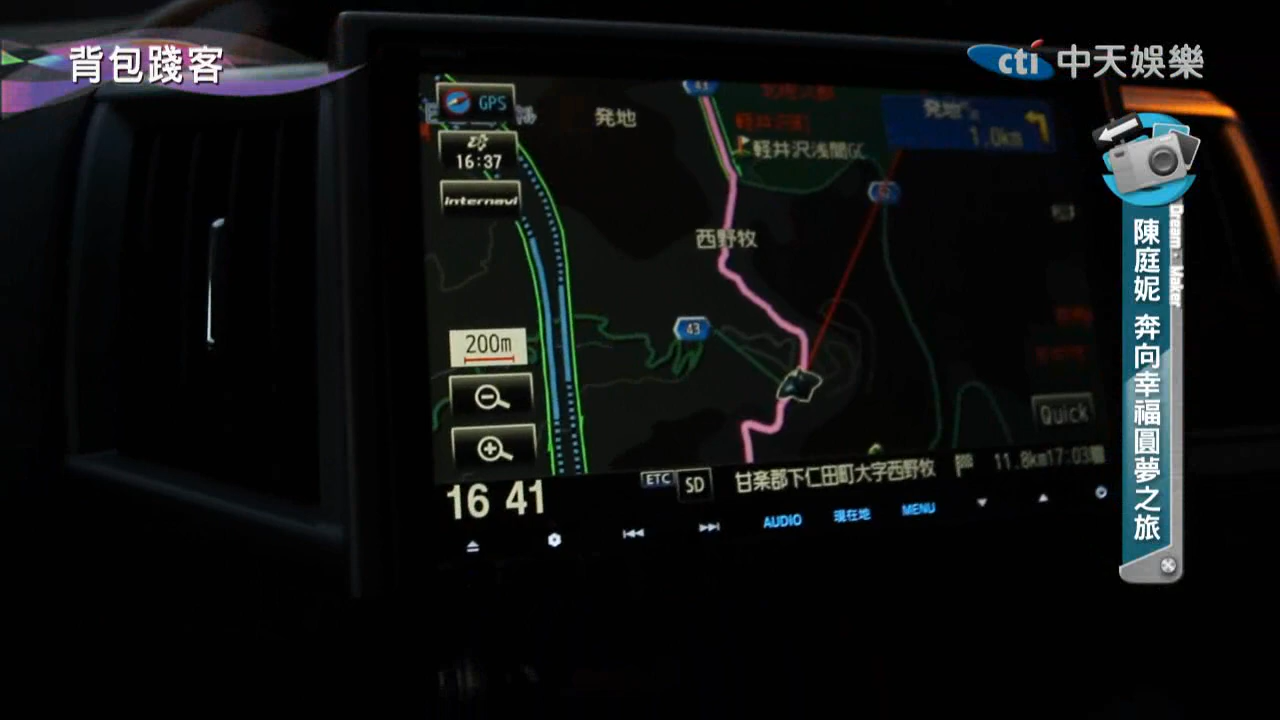 背包踐客
cti 中天娛樂
GPS
発地
発地
1.0km
16:37
軽井沢浅間GC
internavi
西野牧
43
200m
Quick
ETC
SD
甘楽郡下仁田町大字西野牧
11.8km17:03
16 41
AUDIO
現在地
MENU
Dream．Maker
陳庭妮 奔向幸福圓夢之旅